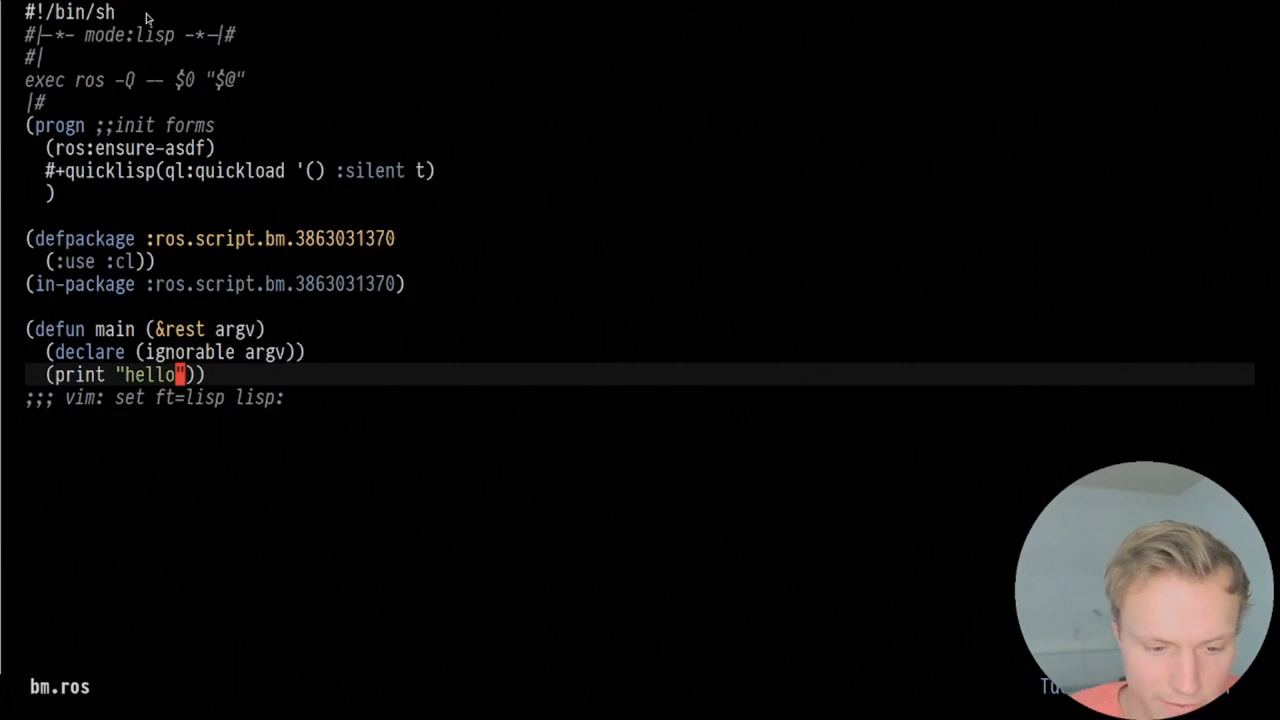 #!/bin/sh
#|-*- mode:lisp -*-|#
#|
exec ros -Q -- $0 "$@"
|#
(progn ;;init forms
  (ros:ensure-asdf)
  #+quicklisp(ql:quickload '() :silent t)
  )

(defpackage :ros.script.bm.3863031370
  (:use :cl))
(in-package :ros.script.bm.3863031370)

(defun main (&rest argv)
  (declare (ignorable argv))
  (print "hello"))
;;; vim: set ft=lisp lisp:
bm.ros